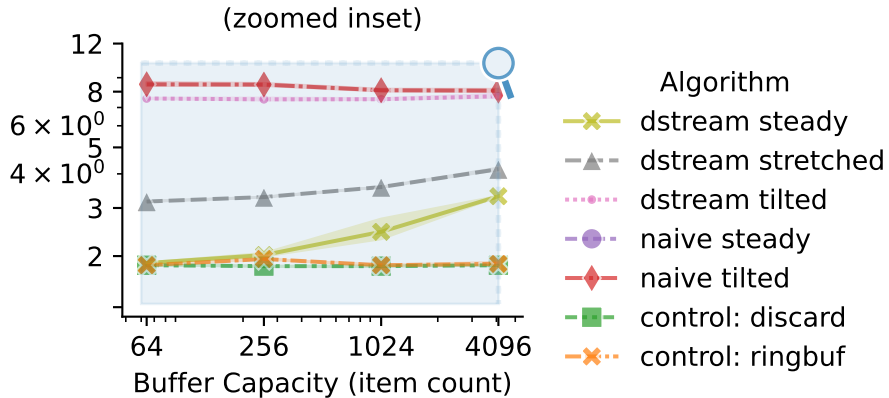 (zoomed inset)
12
8
6 × 10⁰
5
4 × 10⁰
3
2
64 256 1024 4096
Buffer Capacity (item count)
Algorithm
dstream steady
dstream stretched
dstream tilted
naive steady
naive tilted
control: discard
control: ringbuf